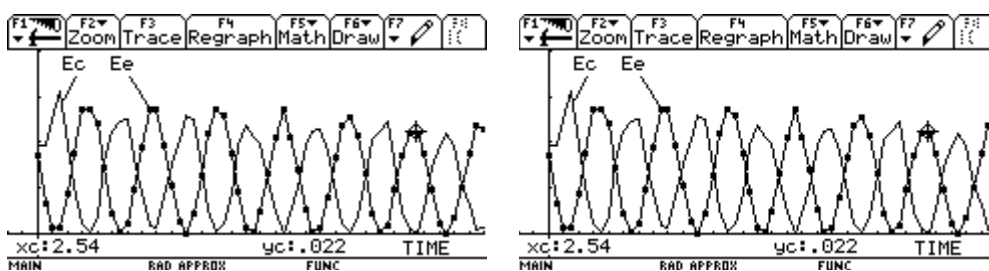 F1 F2 F3 F4 F5 F6 F7
Zoom Trace Regraph Math Draw
Ec Ee
xc:2.54 yc:.022 TIME
MAIN RAD APPROX FUNC
F1 F2 F3 F4 F5 F6 F7
Zoom Trace Regraph Math Draw
Ec Ee
xc:2.54 yc:.022 TIME
MAIN RAD APPROX FUNC